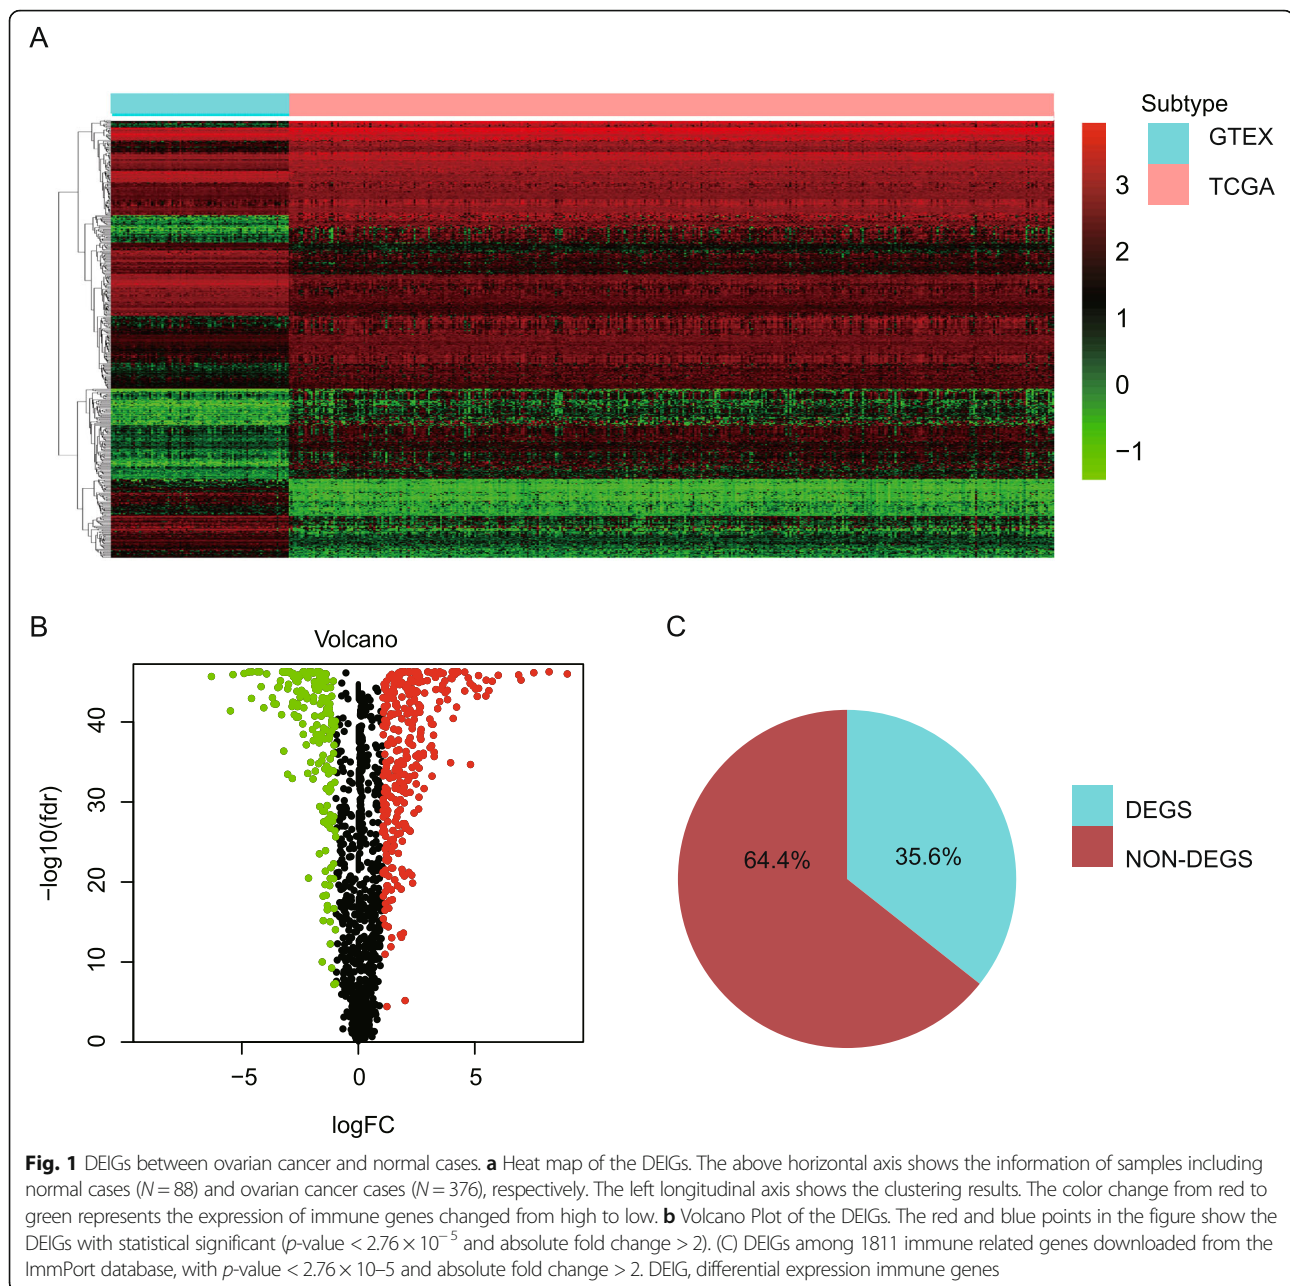 A
Subtype
GTEX
TCGA
3
2
1
0
−1
B
Volcano
−log10(fdr)
40
30
20
10
0
−5
0
5
logFC
C
64.4%
35.6%
DEGS
NON-DEGS
Fig. 1 DEIGs between ovarian cancer and normal cases. a Heat map of the DEIGs. The above horizontal axis shows the information of samples including
normal cases (N = 88) and ovarian cancer cases (N = 376), respectively. The left longitudinal axis shows the clustering results. The color change from red to
green represents the expression of immune genes changed from high to low. b Volcano Plot of the DEIGs. The red and blue points in the figure show the
DEIGs with statistical significant (p-value < 2.76 × 10⁻⁵ and absolute fold change > 2). (C) DEIGs among 1811 immune related genes downloaded from the
ImmPort database, with p-value < 2.76 × 10–5 and absolute fold change > 2. DEIG, differential expression immune genes